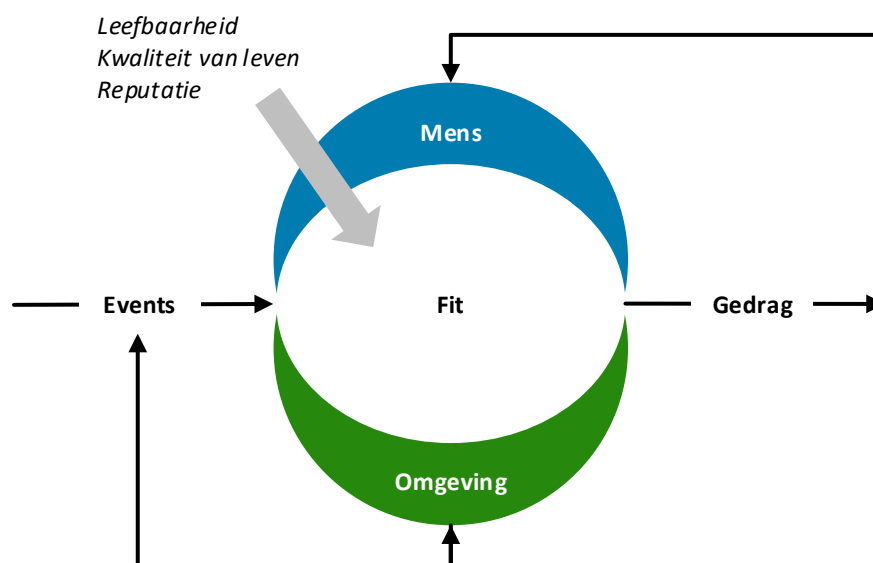 Leefbaarheid
Kwaliteit van leven
Reputatie
Mens
Events
Fit
Gedrag
Omgeving